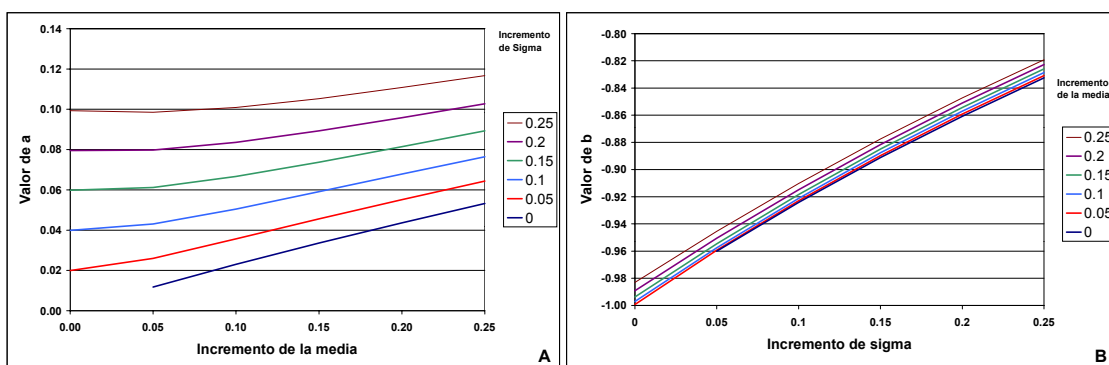 Incremento
de Sigma
0.14
0.12
0.10
0.08
0.06
0.04
0.02
0.00
Valor de a
0.25
0.2
0.15
0.1
0.05
0
0.00 0.05 0.10 0.15 0.20 0.25
Incremento de la media
A
-0.80
-0.82
-0.84
-0.86
-0.88
-0.90
-0.92
-0.94
-0.96
-0.98
-1.00
Valor de b
Incremento
de la media
0.25
0.2
0.15
0.1
0.05
0
0 0.05 0.1 0.15 0.2 0.25
Incremento de sigma
B